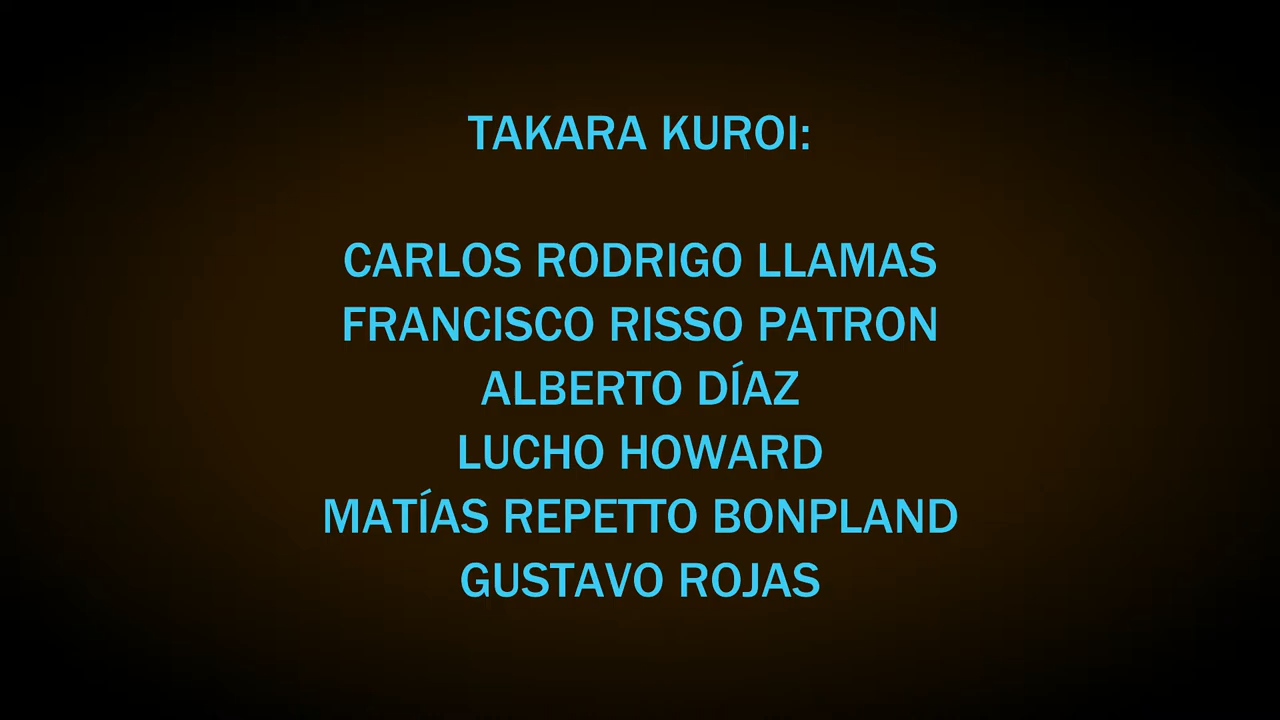 TAKARA KUROI:
CARLOS RODRIGO LLAMAS
FRANCISCO RISSO PATRON
ALBERTO DÍAZ
LUCHO HOWARD
MATÍAS REPETTO BONPLAND
GUSTAVO ROJAS